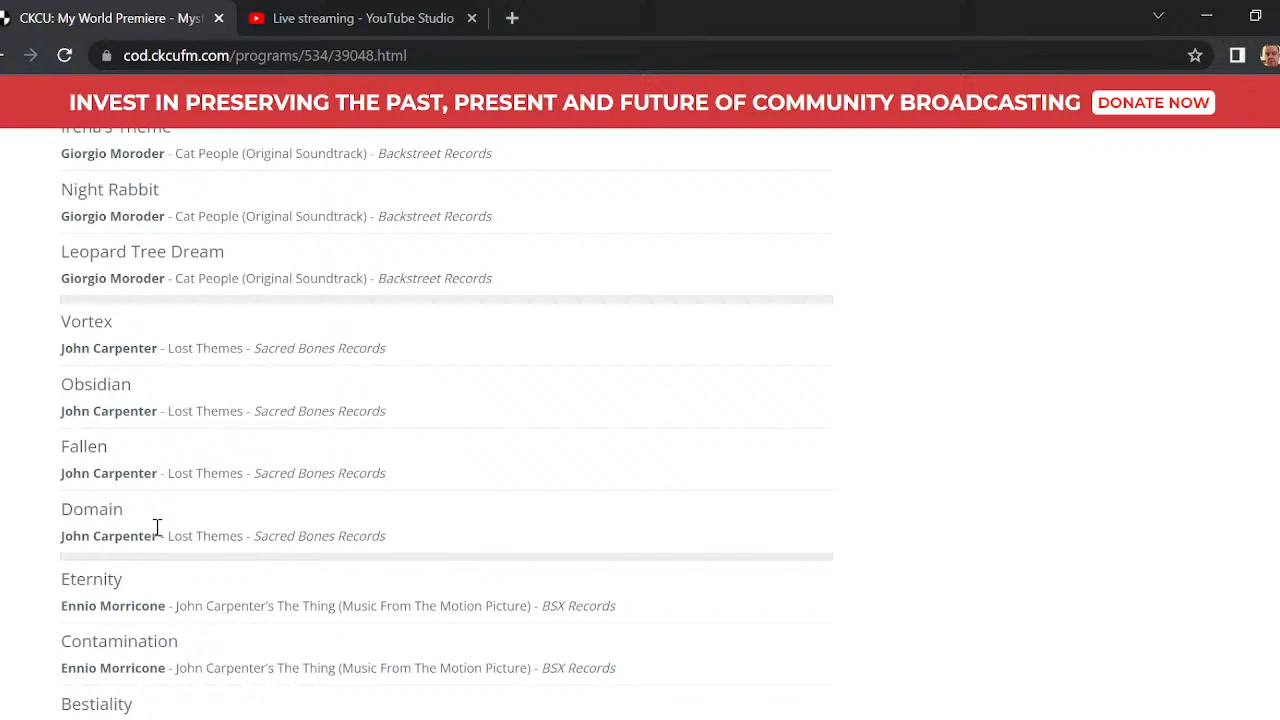 CKCU: My World Premiere - Myst
Live streaming - YouTube Studio
cod.ckcufm.com/programs/534/39048.html
INVEST IN PRESERVING THE PAST, PRESENT AND FUTURE OF COMMUNITY BROADCASTING DONATE NOW
Irena's Theme
Giorgio Moroder - Cat People (Original Soundtrack) - Backstreet Records
Night Rabbit
Giorgio Moroder - Cat People (Original Soundtrack) - Backstreet Records
Leopard Tree Dream
Giorgio Moroder - Cat People (Original Soundtrack) - Backstreet Records
Vortex
John Carpenter - Lost Themes - Sacred Bones Records
Obsidian
John Carpenter - Lost Themes - Sacred Bones Records
Fallen
John Carpenter - Lost Themes - Sacred Bones Records
Domain
John Carpenter - Lost Themes - Sacred Bones Records
Eternity
Ennio Morricone - John Carpenter's The Thing (Music From The Motion Picture) - BSX Records
Contamination
Ennio Morricone - John Carpenter's The Thing (Music From The Motion Picture) - BSX Records
Bestiality